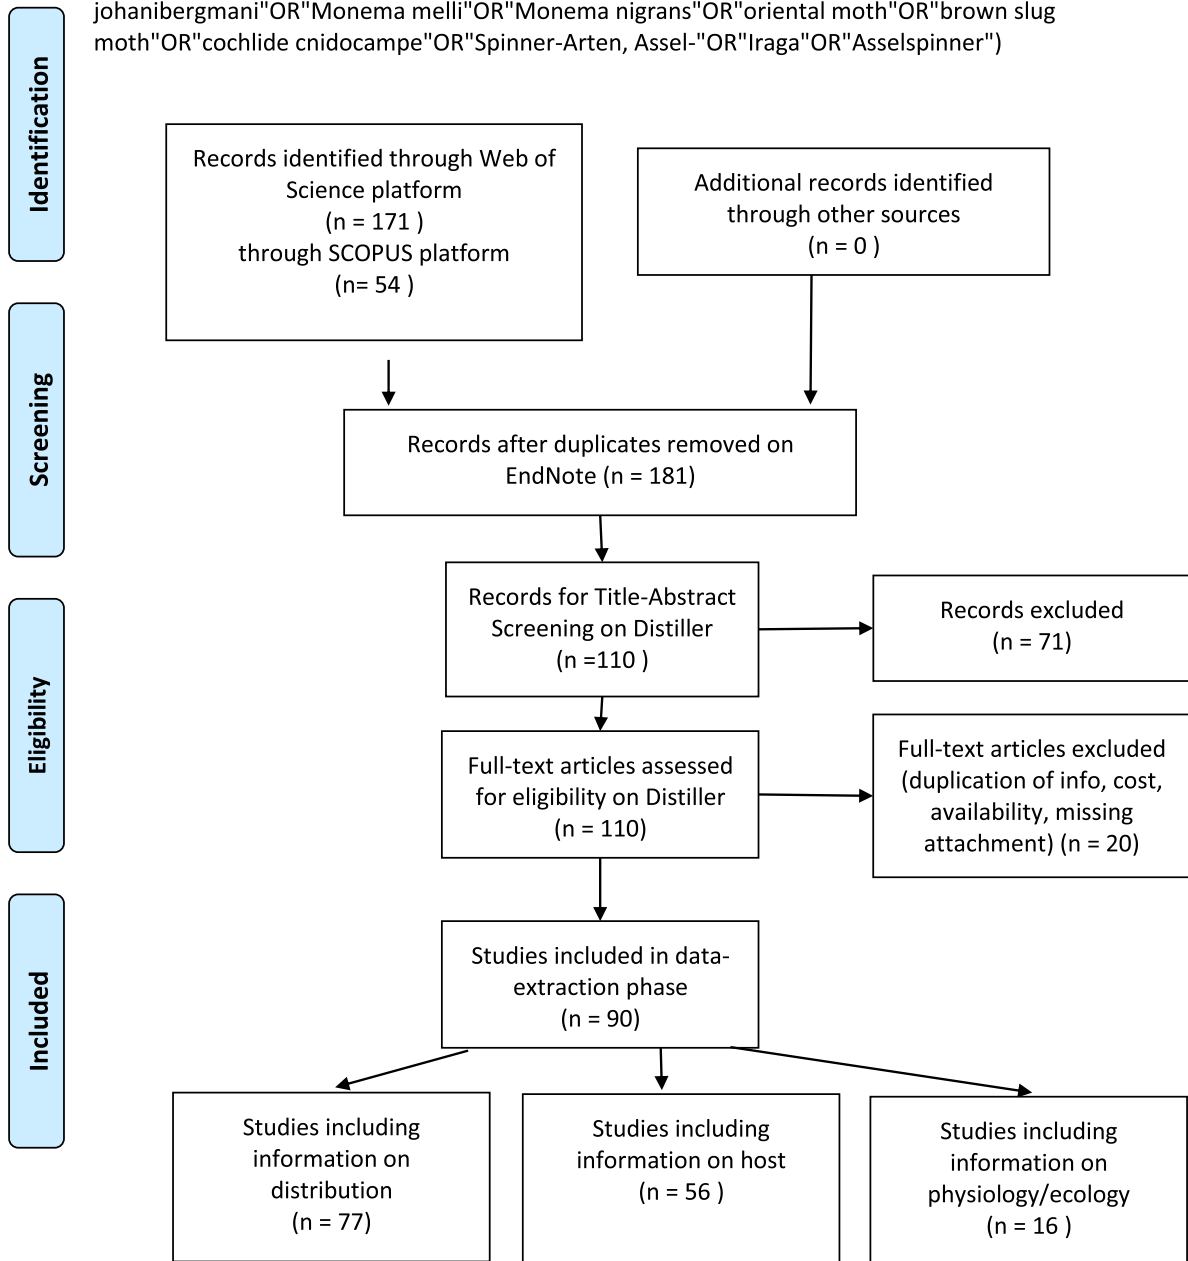 johanibergmani"OR"Monema melli"OR"Monema nigrans"OR"oriental moth"OR"brown slug
moth"OR"cochlide cnidocampe"OR"Spinner-Arten, Assel-"OR"Iraga"OR"Asselspinner")
Identification
Records identified through Web of
Science platform
(n = 171 )
through SCOPUS platform
(n= 54 )
Additional records identified
through other sources
(n = 0 )
Screening
Records after duplicates removed on
EndNote (n = 181)
Records for Title-Abstract
Screening on Distiller
(n =110 )
Records excluded
(n = 71)
Eligibility
Full-text articles assessed
for eligibility on Distiller
(n = 110)
Full-text articles excluded
(duplication of info, cost,
availability, missing
attachment) (n = 20)
Included
Studies included in data-
extraction phase
(n = 90)
Studies including
information on
distribution
(n = 77)
Studies including
information on host
(n = 56 )
Studies including
information on
physiology/ecology
(n = 16 )